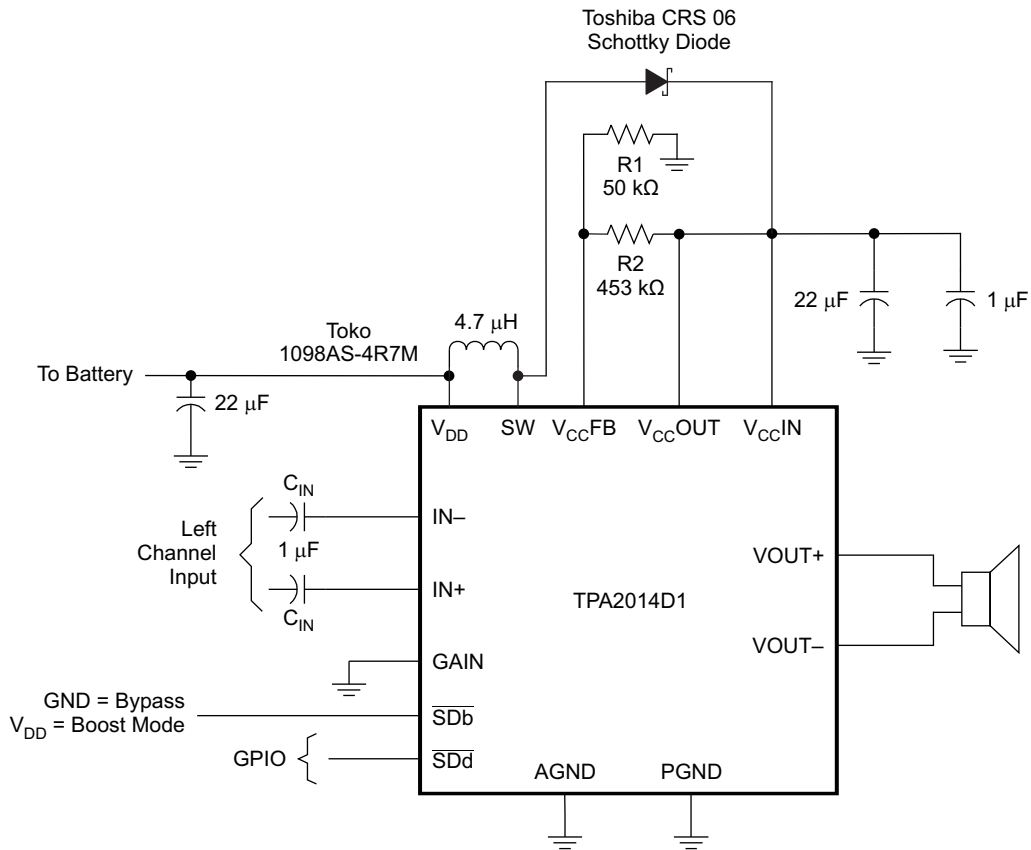 Toshiba CRS 06
Schottky Diode
R1
50 kΩ
R2
453 kΩ
22 μF
1 μF
4.7 μH
Toko
1098AS-4R7M
To Battery
22 μF
VDD
SW
VCCFB
VCCOUT
VCCIN
CIN
IN–
Left
Channel
Input
1 μF
IN+
CIN
VOUT+
TPA2014D1
VOUT–
GAIN
GND = Bypass
VDD = Boost Mode
SDb
GPIO
SDd
AGND
PGND